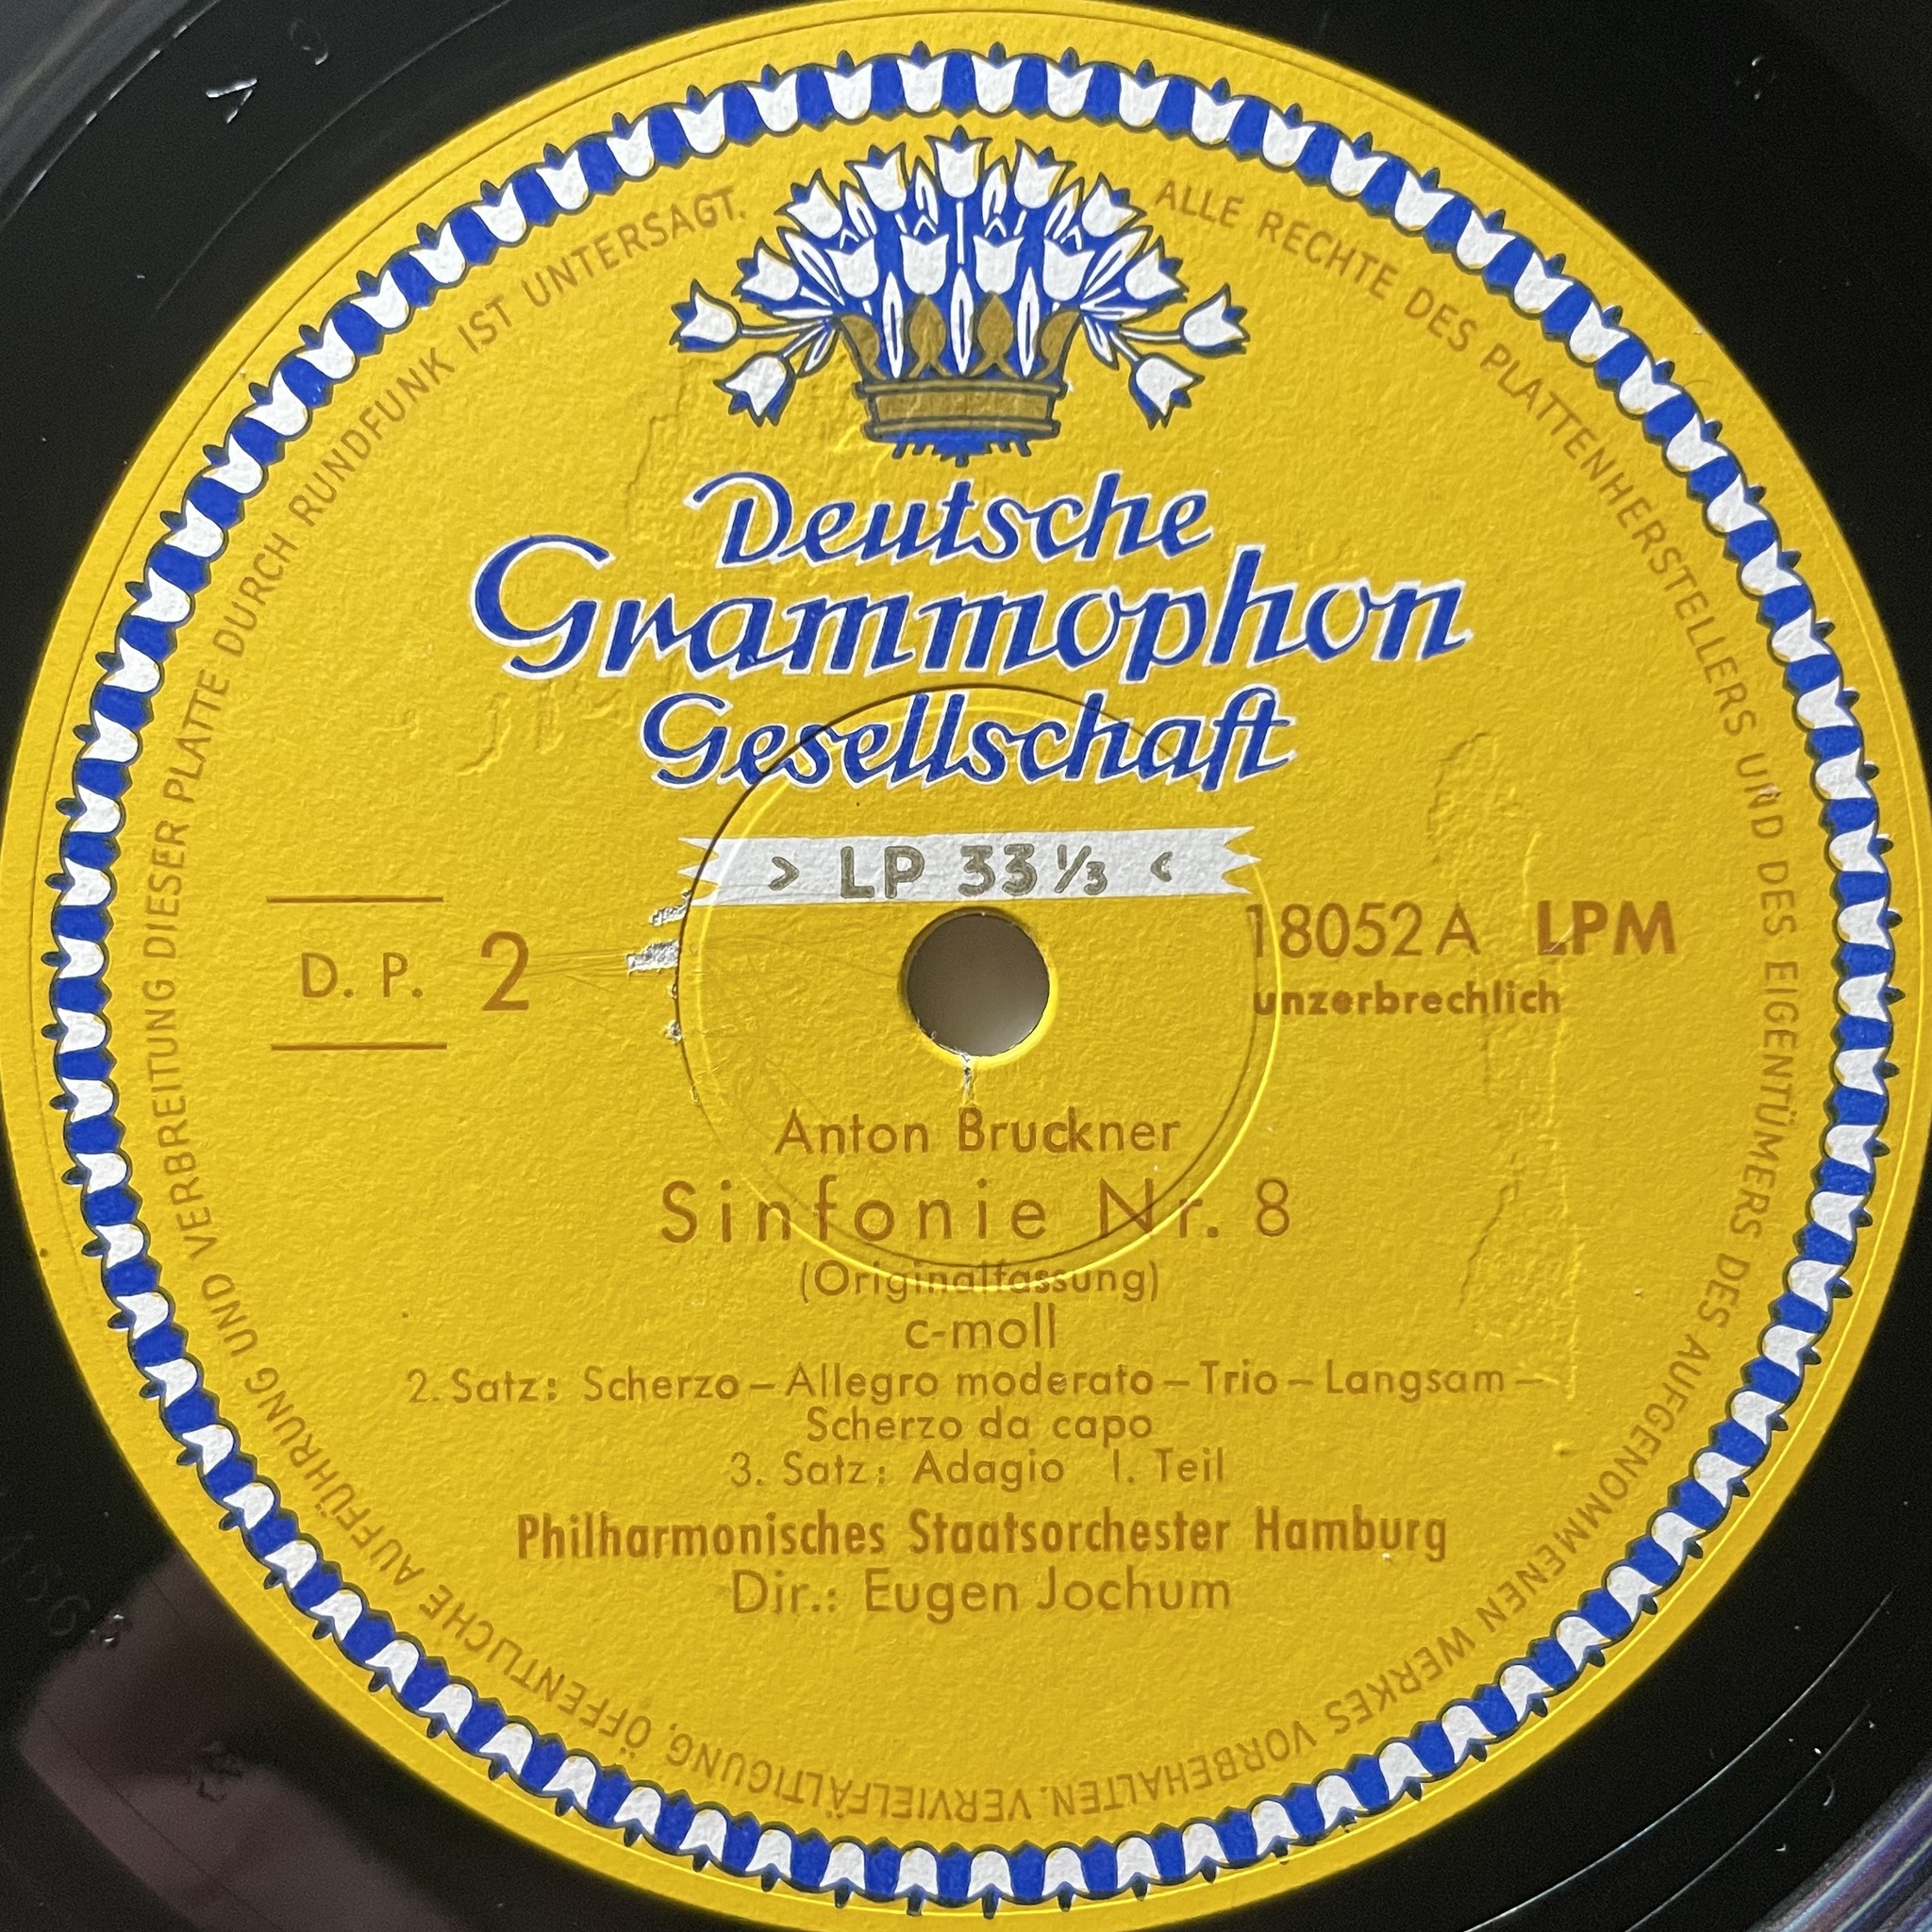 ALLE RECHTE DES PLATTENHERSTELLERS UND DES EIGENTÜMERS DES AUFGENOMMENEN WERKES VORBEHALTEN. VERVIELFÄLTIGUNG, ÖFFENTLICHE AUFFÜHRUNG UND VERBREITUNG DIESER PLATTE DURCH RUNDFUNK IST UNTERSAGT.
Deutsche
Grammophon
Gesellschaft
> LP 33 1/3 <
D. P. 2
18052 A LPM
unzerbrechlich
Anton Bruckner
Sinfonie Nr. 8
(Originalfassung)
c-moll
2. Satz: Scherzo – Allegro moderato – Trio – Langsam –
Scherzo da capo
3. Satz: Adagio 1. Teil
Philharmonisches Staatsorchester Hamburg
Dir.: Eugen Jochum